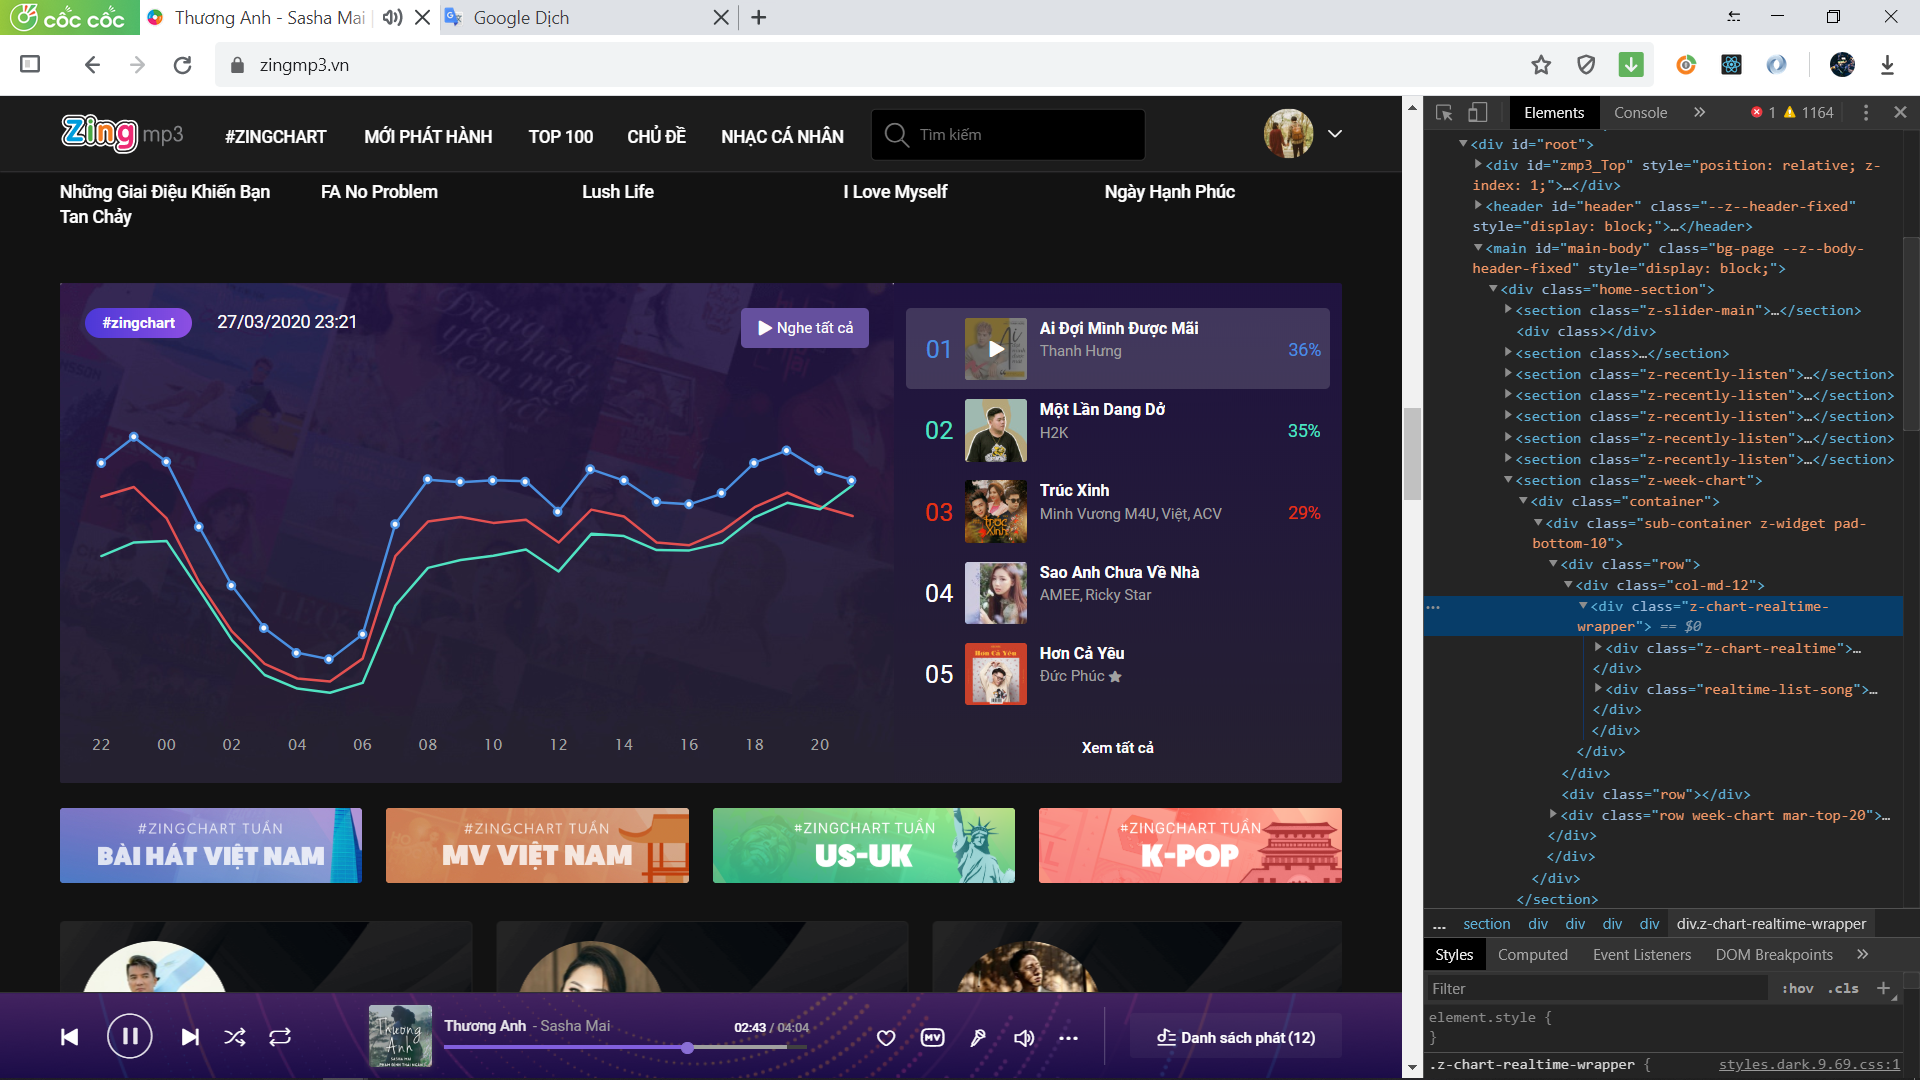 cốc cốc
Thương Anh - Sasha Mai
Google Dịch
zingmp3.vn
Zing mp3
#ZINGCHART
MỚI PHÁT HÀNH
TOP 100
CHỦ ĐỀ
NHẠC CÁ NHÂN
Tìm kiếm
Những Giai Điệu Khiến Bạn
Tan Chảy
FA No Problem
Lush Life
I Love Myself
Ngày Hạnh Phúc
#zingchart
27/03/2020 23:21
Nghe tất cả
22 00 02 04 06 08 10 12 14 16 18 20
01
Ai Đợi Mình Được Mãi
Thanh Hưng
36%
02
Một Lần Dang Dở
H2K
35%
03
Trúc Xinh
Minh Vương M4U, Việt, ACV
29%
04
Sao Anh Chưa Về Nhà
AMEE, Ricky Star
05
Hơn Cả Yêu
Đức Phúc
Xem tất cả
#ZINGCHART TUẦN
BÀI HÁT VIỆT NAM
#ZINGCHART TUẦN
MV VIỆT NAM
#ZINGCHART TUẦN
US-UK
#ZINGCHART TUẦN
K-POP
Thương Anh - Sasha Mai
02:43 / 04:04
MV
Danh sách phát (12)
Elements
Console
1
1164
<div id="root">
<div id="zmp3_Top" style="position: relative; z-
index: 1;">…</div>
<header id="header" class="--z--header-fixed"
style="display: block;">…</header>
<main id="main-body" class="bg-page --z--body-
header-fixed" style="display: block;">
<div class="home-section">
<section class="z-slider-main">…</section>
<div class></div>
<section class>…</section>
<section class="z-recently-listen">…</section>
<section class="z-recently-listen">…</section>
<section class="z-recently-listen">…</section>
<section class="z-recently-listen">…</section>
<section class="z-recently-listen">…</section>
<section class="z-week-chart">
<div class="container">
<div class="sub-container z-widget pad-
bottom-10">
<div class="row">
<div class="col-md-12">
<div class="z-chart-realtime-
wrapper"> == $0
<div class="z-chart-realtime">…
</div>
<div class="realtime-list-song">…
</div>
</div>
</div>
</div>
<div class="row"></div>
<div class="row week-chart mar-top-20">…
</div>
</div>
</div>
</section>
... section div div div div div.z-chart-realtime-wrapper
Styles
Computed
Event Listeners
DOM Breakpoints
Filter
:hov .cls
element.style {
}
.z-chart-realtime-wrapper {
styles.dark.9.69.css:1